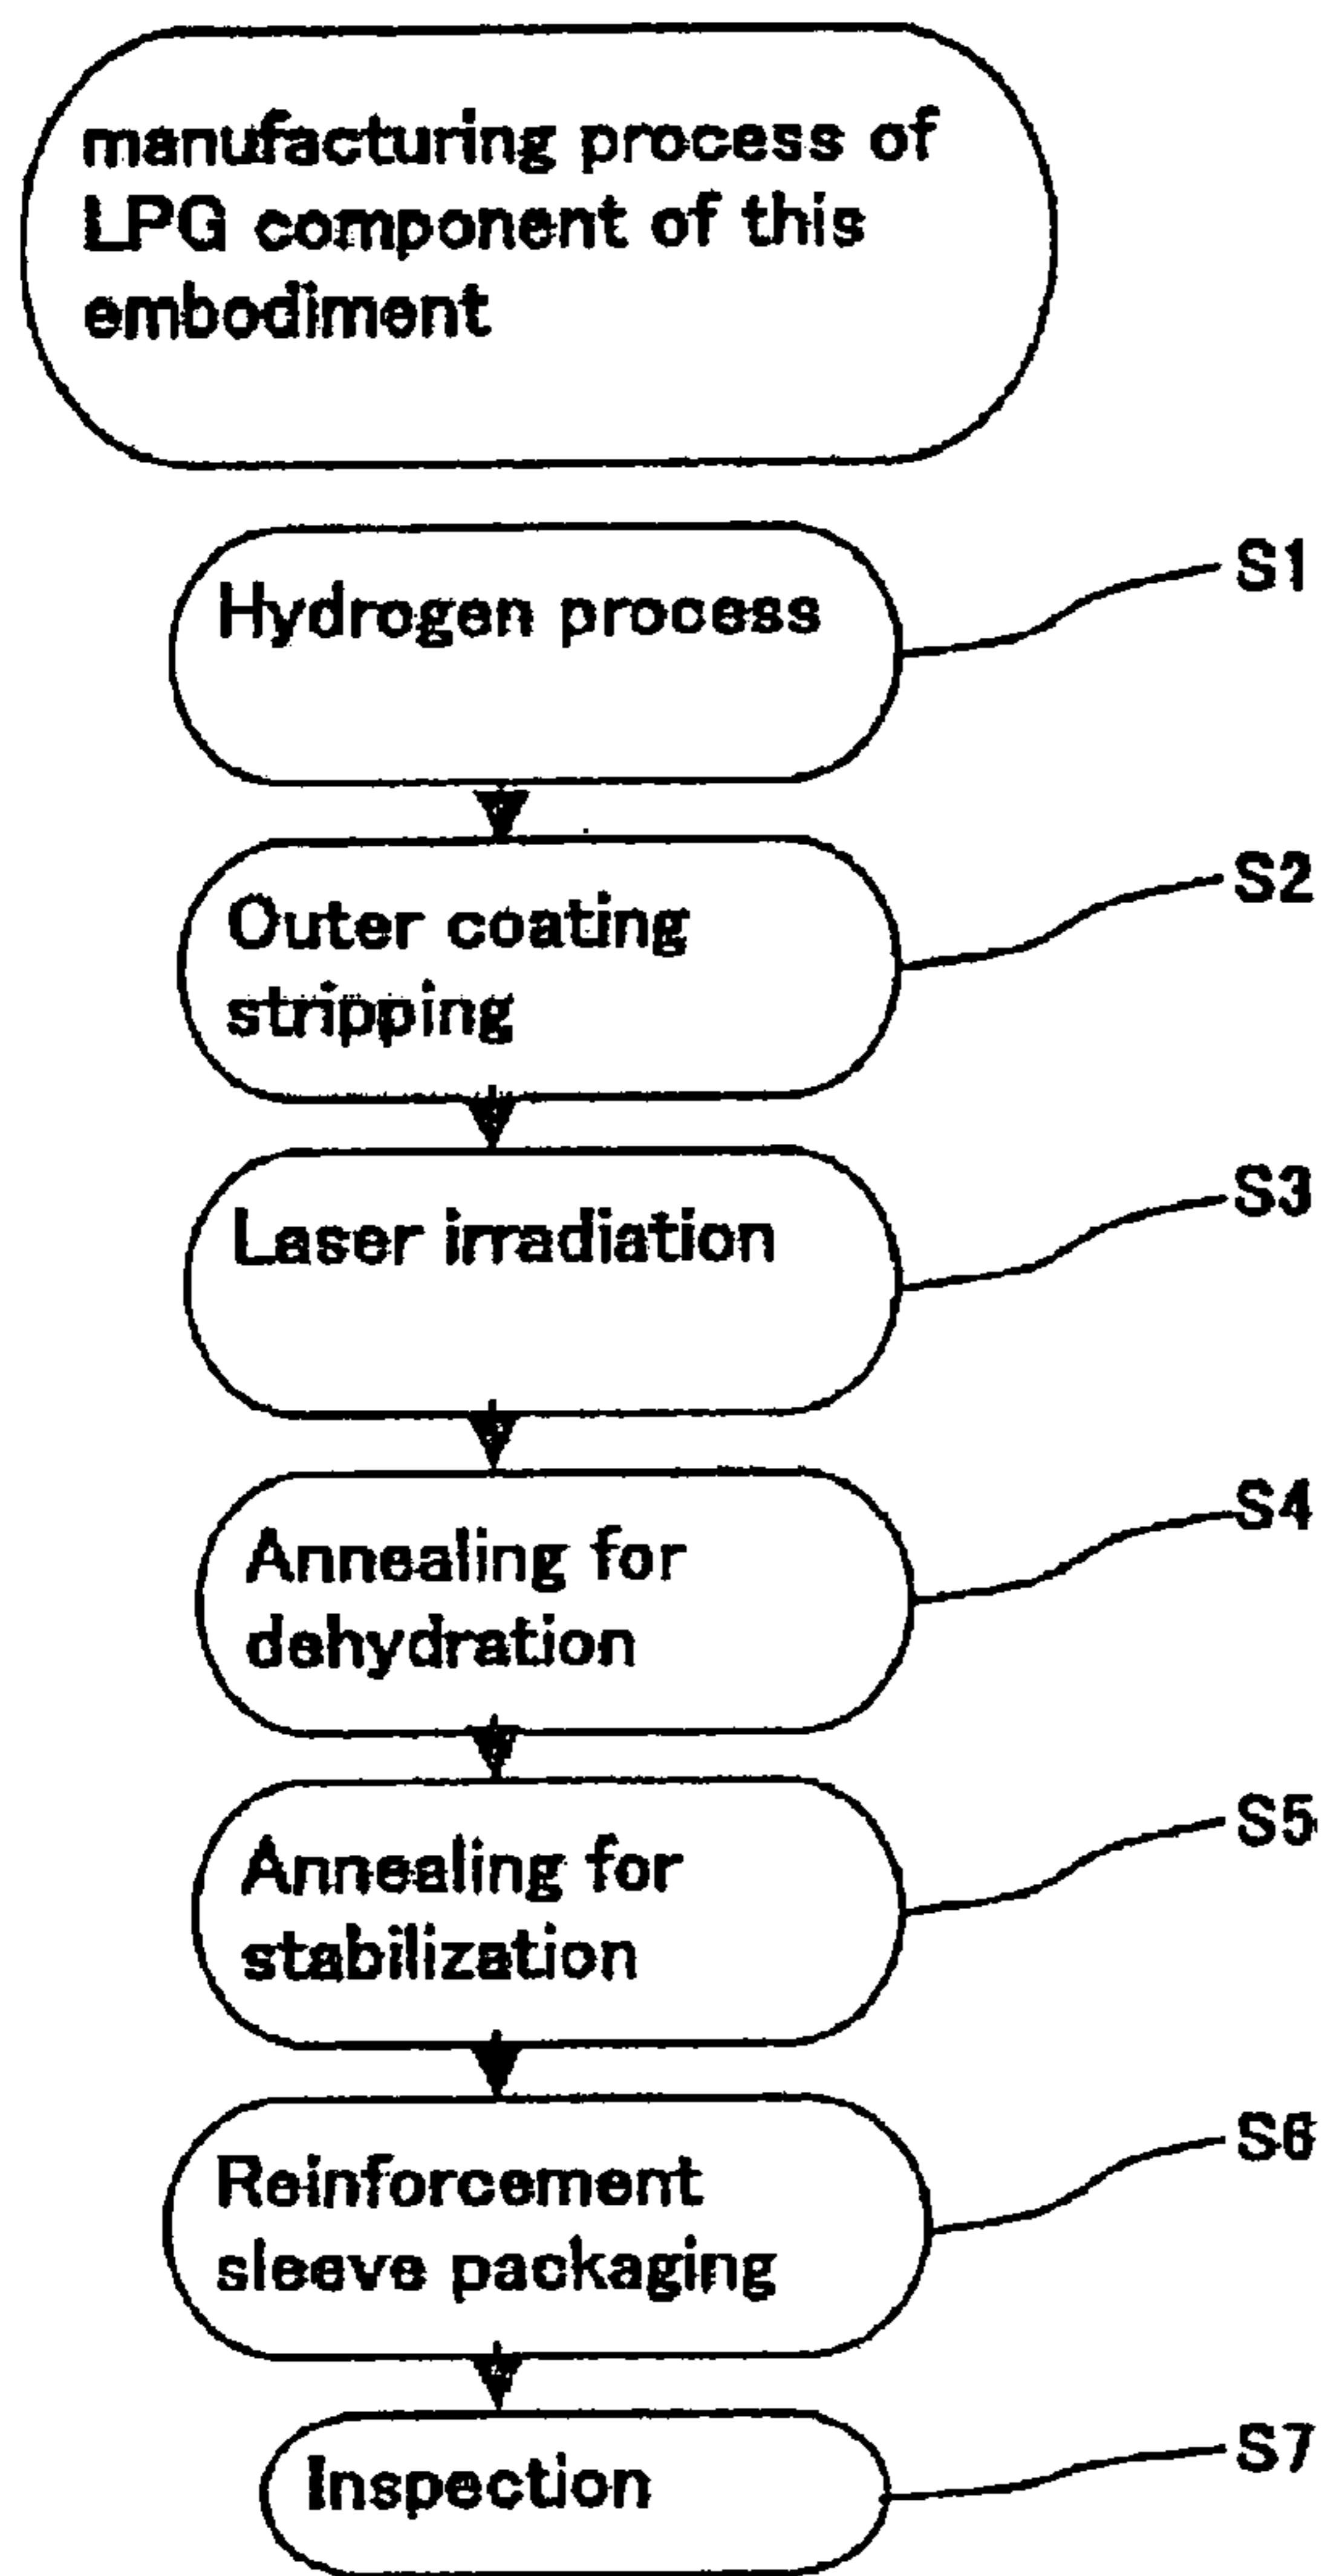 manufacturing process of
LPG component of this
embodiment
Hydrogen process
S1
Outer coating
stripping
S2
Laser irradiation
S3
Annealing for
dehydration
S4
Annealing for
stabilization
S5
Reinforcement
sleeve packaging
S6
Inspection
S7